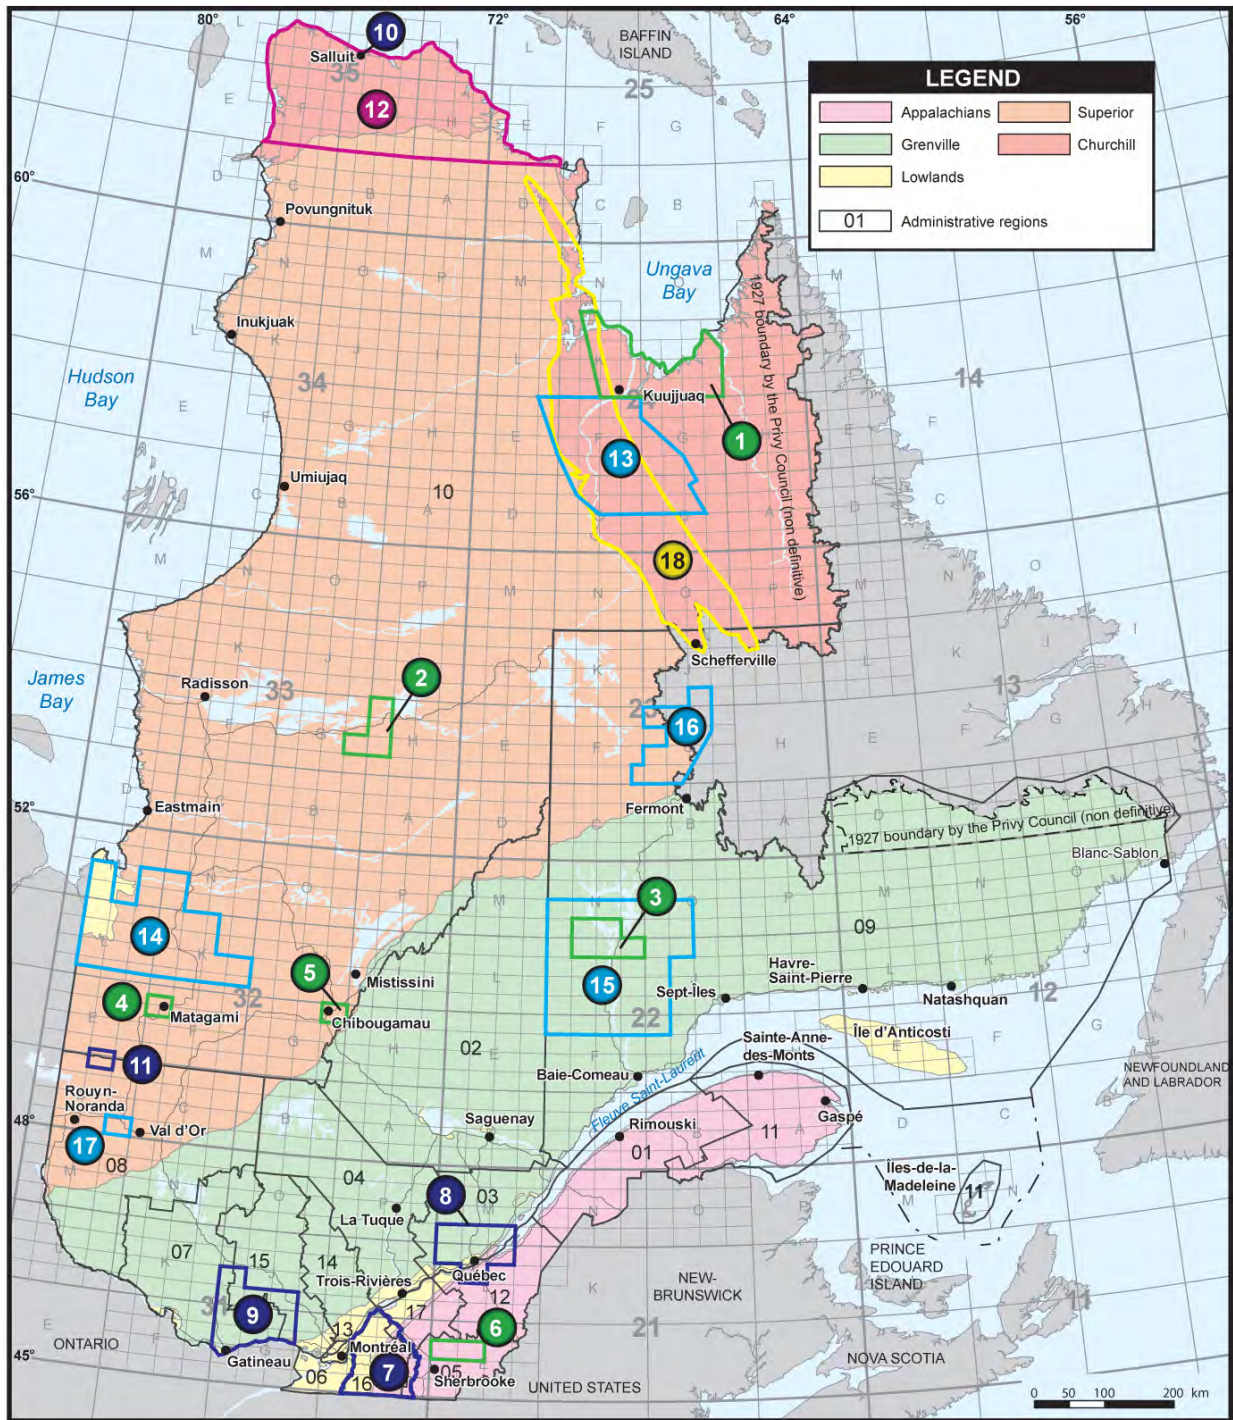 80°
72°
64°
56°
BAFFIN
ISLAND
10
Salluit
35
25
12
LEGEND
Appalachians
Superior
Grenville
Churchill
Lowlands
01
Administrative regions
60°
Povungnituk
Ungava
Bay
Inukjuak
1927 boundary by the Privy Council (non definitive)
Hudson
Bay
34
14
24
Kuujjuaq
1
13
Umiujaq
10
56°
18
Schefferville
James
Bay
Radisson
33
2
23
13
16
Eastmain
52°
Fermont
1927 boundary by the Privy Council (non definitive)
Blanc-Sablon
3
09
14
5
Mistissini
15
Havre-
Saint-Pierre
Sept-Îles
Natashquan
4
32
Matagami
Chibougamau
22
12
Sainte-Anne-
des-Monts
Île d'Anticosti
02
11
Baie-Comeau
Fleuve Saint-Laurent
NEWFOUNDLAND
AND LABRADOR
Rouyn-
Noranda
48°
Val d'Or
Saguenay
Rimouski
Gaspé
17
08
01
11
04
Îles-de-la-
Madeleine
11
8
03
La Tuque
07
15
14
Québec
PRINCE
EDOUARD
ISLAND
Trois-Rivières
NEW-
BRUNSWICK
31
9
17
12
6
21
11
13
ONTARIO
45°
Gatineau
Montréal
7
06
16
05
Sherbrooke
NOVA SCOTIA
UNITED STATES
0 50 100 200 km